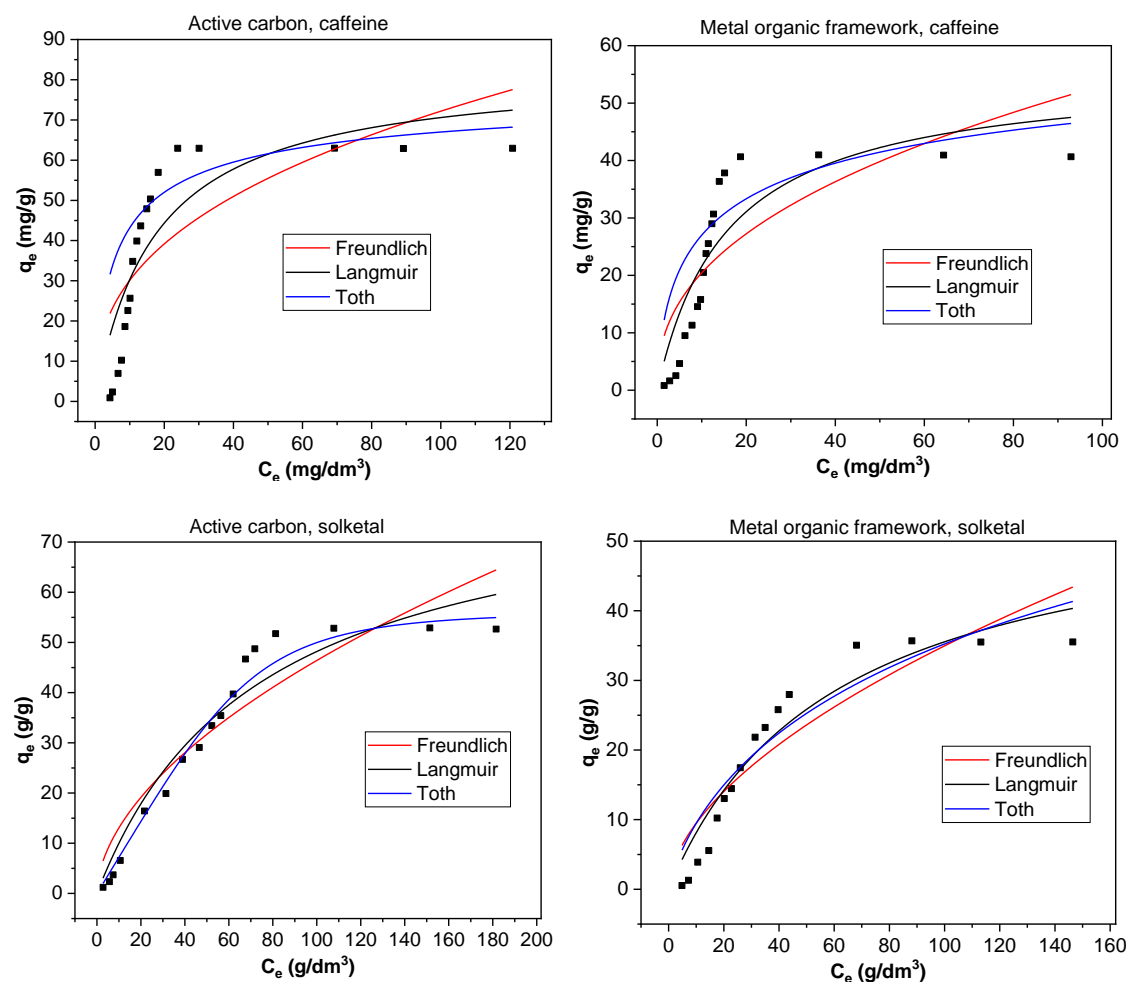 Active carbon, caffeine
90
80
70
60
50
40
30
20
10
0
qe (mg/g)
Freundlich
Langmuir
Toth
0 20 40 60 80 100 120
Ce (mg/dm³)
Metal organic framework, caffeine
60
50
40
30
20
10
0
qe (mg/g)
Freundlich
Langmuir
Toth
0 20 40 60 80 100
Ce (mg/dm³)
Active carbon, solketal
70
60
50
40
30
20
10
0
qe (g/g)
Freundlich
Langmuir
Toth
0 20 40 60 80 100 120 140 160 180 200
Ce (g/dm³)
Metal organic framework, solketal
50
40
30
20
10
0
qe (g/g)
Freundlich
Langmuir
Toth
0 20 40 60 80 100 120 140 160
Ce (g/dm³)